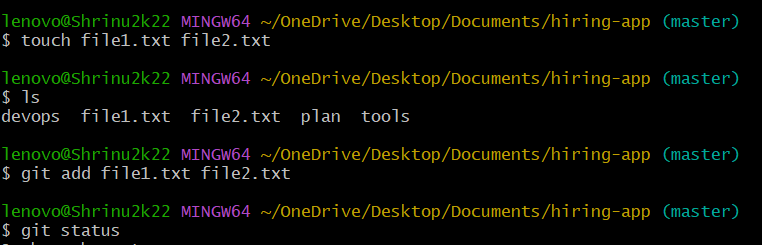 lenovo@Shrinu2k22 MINGW64 ~/OneDrive/Desktop/Documents/hiring-app (master)
$ touch file1.txt file2.txt
lenovo@Shrinu2k22 MINGW64 ~/OneDrive/Desktop/Documents/hiring-app (master)
$ ls
devops  file1.txt  file2.txt  plan  tools
lenovo@Shrinu2k22 MINGW64 ~/OneDrive/Desktop/Documents/hiring-app (master)
$ git add file1.txt file2.txt
lenovo@Shrinu2k22 MINGW64 ~/OneDrive/Desktop/Documents/hiring-app (master)
$ git status